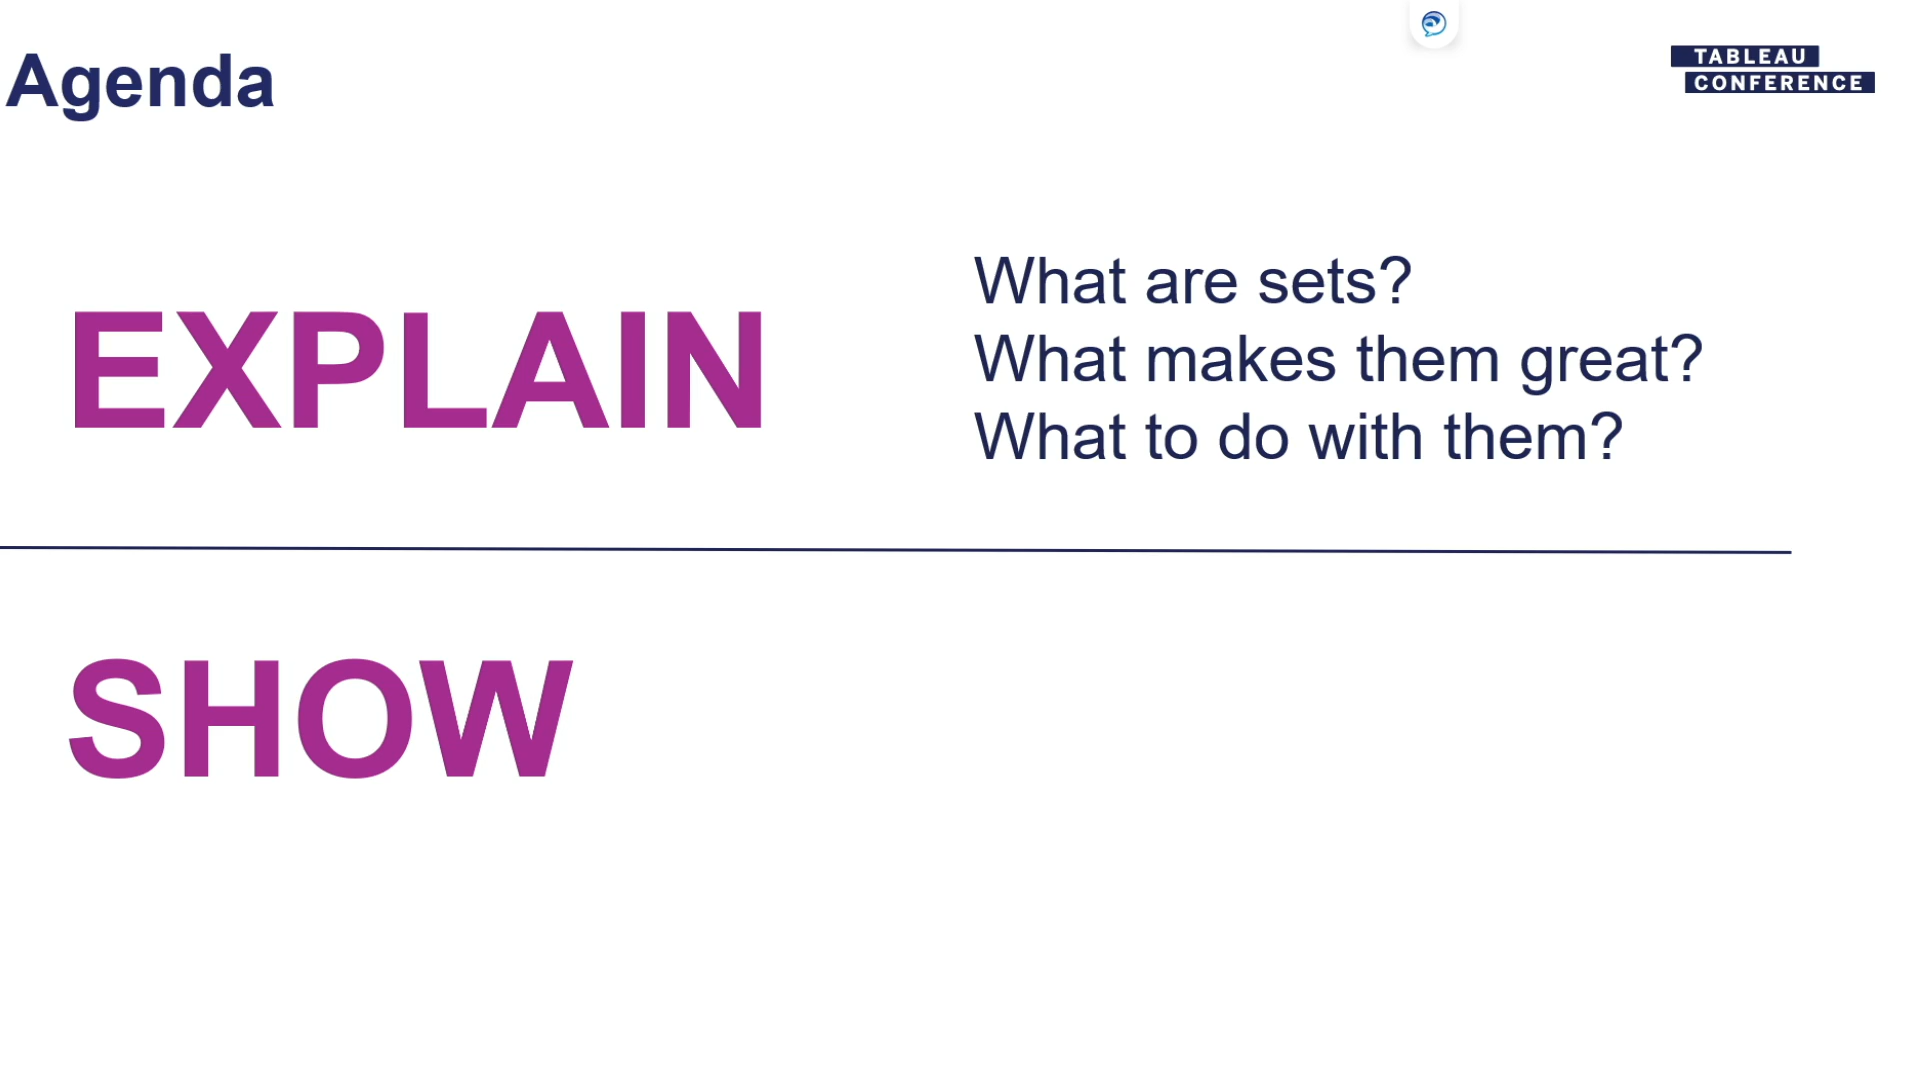 Agenda
TABLEAU
CONFERENCE
EXPLAIN
What are sets?
What makes them great?
What to do with them?
SHOW